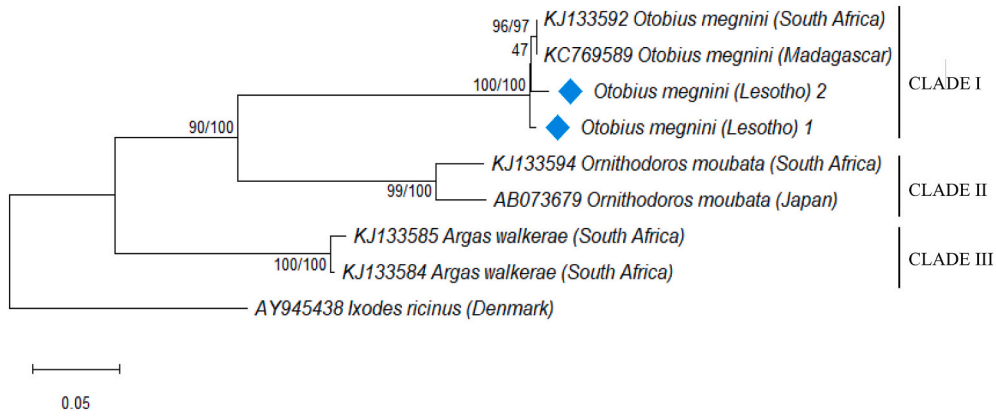 96/97
KJ133592 Otobius megnini (South Africa)
47
KC769589 Otobius megnini (Madagascar)
100/100
Otobius megnini (Lesotho) 2
CLADE I
Otobius megnini (Lesotho) 1
90/100
KJ133594 Ornithodoros moubata (South Africa)
99/100
AB073679 Ornithodoros moubata (Japan)
CLADE II
KJ133585 Argas walkerae (South Africa)
100/100
KJ133584 Argas walkerae (South Africa)
CLADE III
AY945438 Ixodes ricinus (Denmark)
0.05